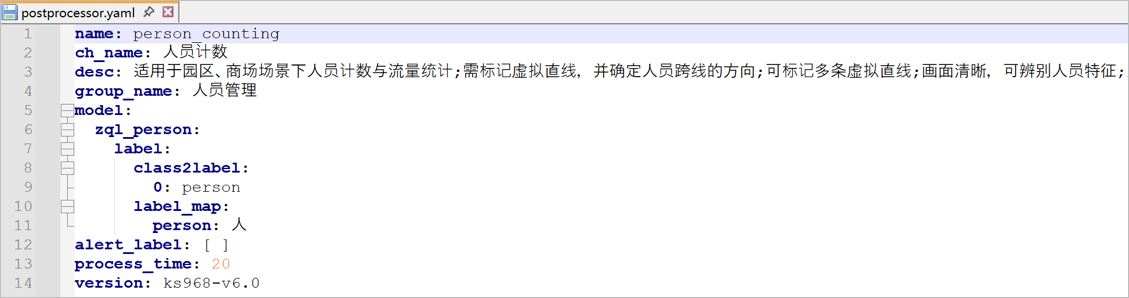 postprocessor.yaml
1 name: person_counting
2 ch_name: 人员计数
3 desc: 适用于园区、商场场景下人员计数与流量统计;需标记虚拟直线, 并确定人员跨线的方向;可标记多条虚拟直线;画面清晰, 可辨别人员特征;
4 group_name: 人员管理
5 model:
6 zql_person:
7 label:
8 class2label:
9 0: person
10 label_map:
11 person: 人
12 alert_label: [ ]
13 process_time: 20
14 version: ks968-v6.0